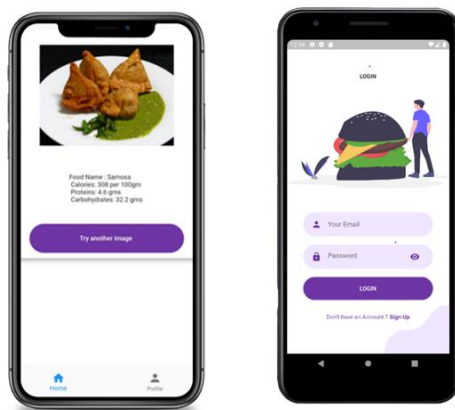 Food Name : Samosa
Calories: 308 per 100gm
Proteins: 4.6 gms
Carbohydrates: 32.2 gms
Try another image
Home
Profile
12:34
LOGIN
Your Email
Password
LOGIN
Don't have an Account ? Sign Up